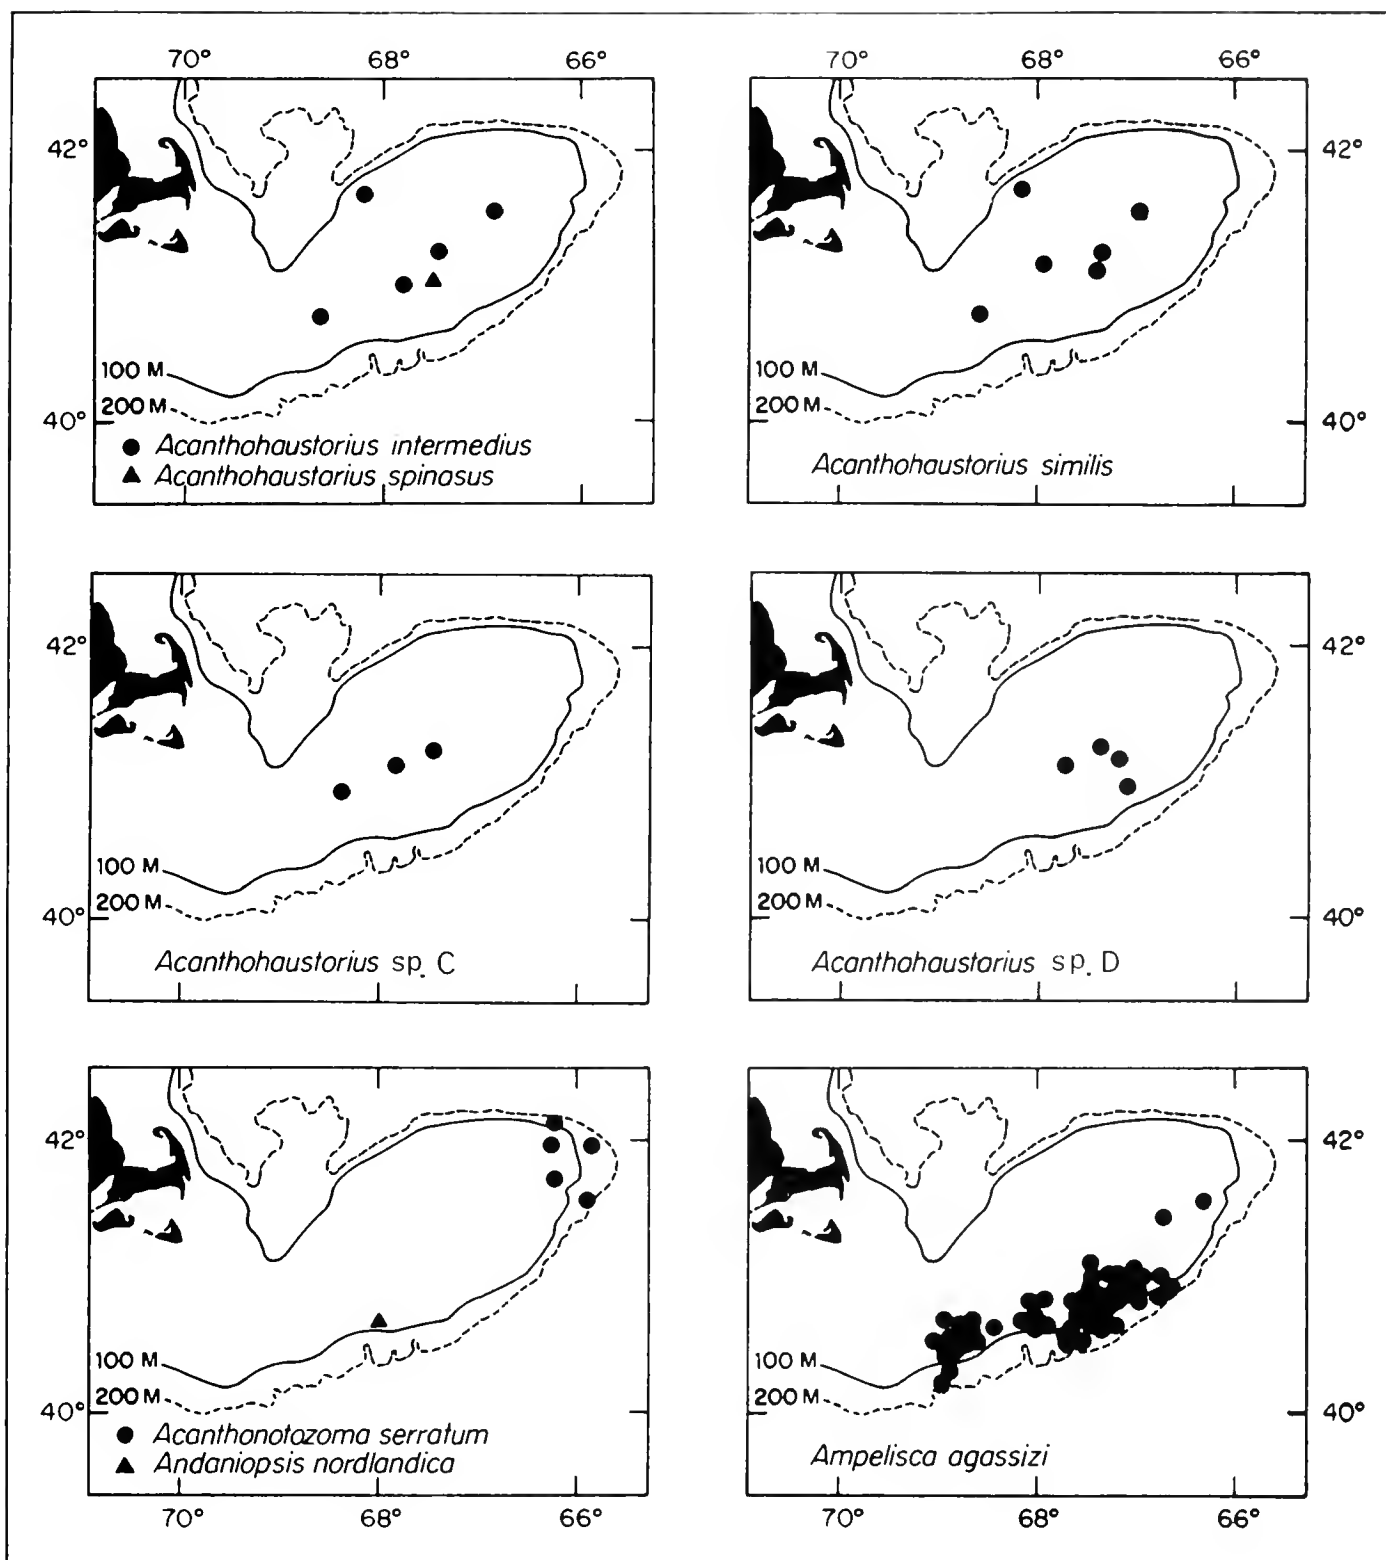 70° 68° 66° 70° 68° 66°
42° 42°
100 M 100 M
200 M 200 M
40° 40°
● Acanthohaustorius intermedius
▲ Acanthohaustorius spinosus
Acanthohaustorius similis
42° 42°
100 M 100 M
200 M 200 M
40° 40°
Acanthohaustorius sp. C Acanthohaustorius sp. D
42° 42°
100 M 100 M
200 M 200 M
40° 40°
● Acanthonotozoma serratum
▲ Andaniopsis nordlandica
Ampelisca agassizi
70° 68° 66° 70° 68° 66°